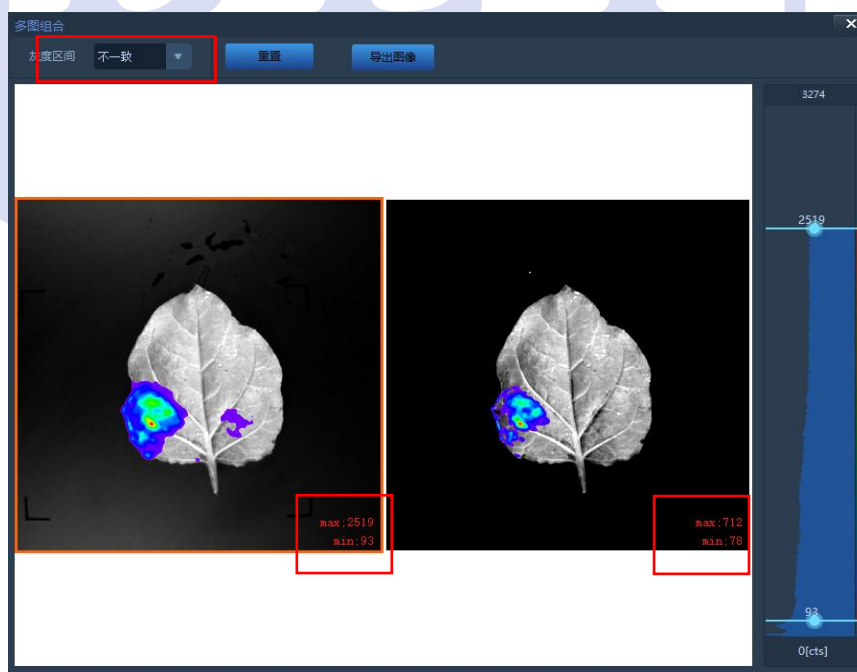 多图组合
灰度区间 不一致 重置 导出图像
3274
2519
max:2519
min:93
max:712
min:78
93
0[cts]